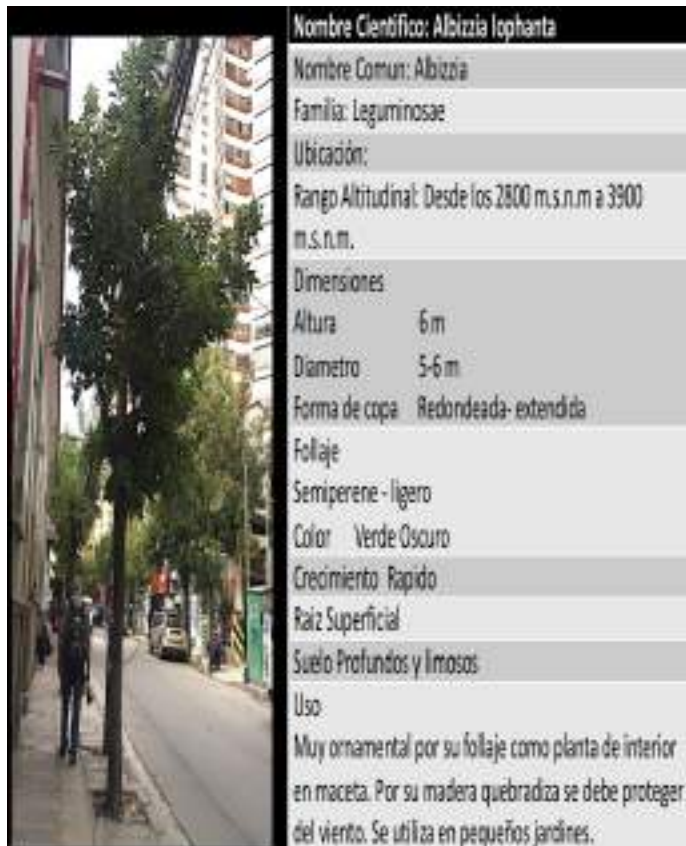 Nombre Cientifico: Albizzia lophanta
Nombre Comun: Albizzia
Familia: Leguminosae
Ubicación:
Rango Altitudinal: Desde los 2800 m.s.n.m a 3900
m.s.n.m.
Dimensiones
Altura 6 m
Diametro 5-6 m
Forma de copa Redondeada- extendida
Follaje
Semiperene - ligero
Color Verde Oscuro
Crecimiento Rapido
Raiz Superficial
Suelo Profundos y limosos
Uso
Muy ornamental por su follaje como planta de interior
en maceta. Por su madera quebradiza se debe proteger
del viento. Se utiliza en pequeños jardines.